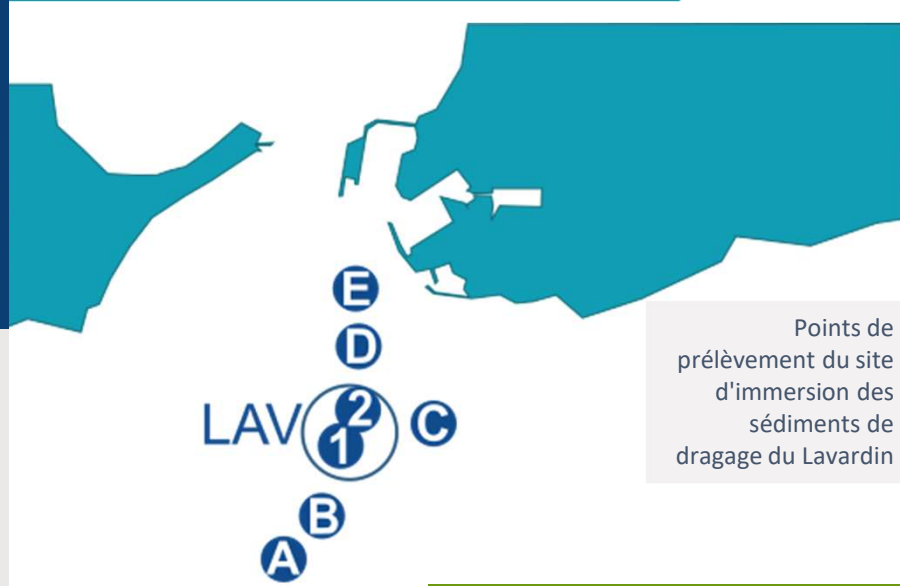 E
D
LAV 2 C
1
B
A
Points de
prélèvement du site
d'immersion des
sédiments de
dragage du Lavardin